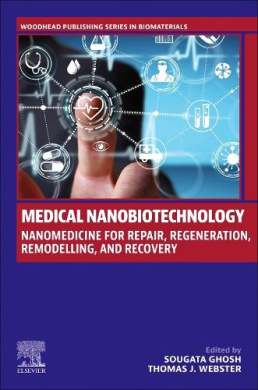 WOODHEAD PUBLISHING SERIES IN BIOMATERIALS
MEDICAL NANOBIOTECHNOLOGY
NANOMEDICINE FOR REPAIR, REGENERATION,
REMODELLING, AND RECOVERY
Edited by
SOUGATA GHOSH
THOMAS J. WEBSTER
ELSEVIER